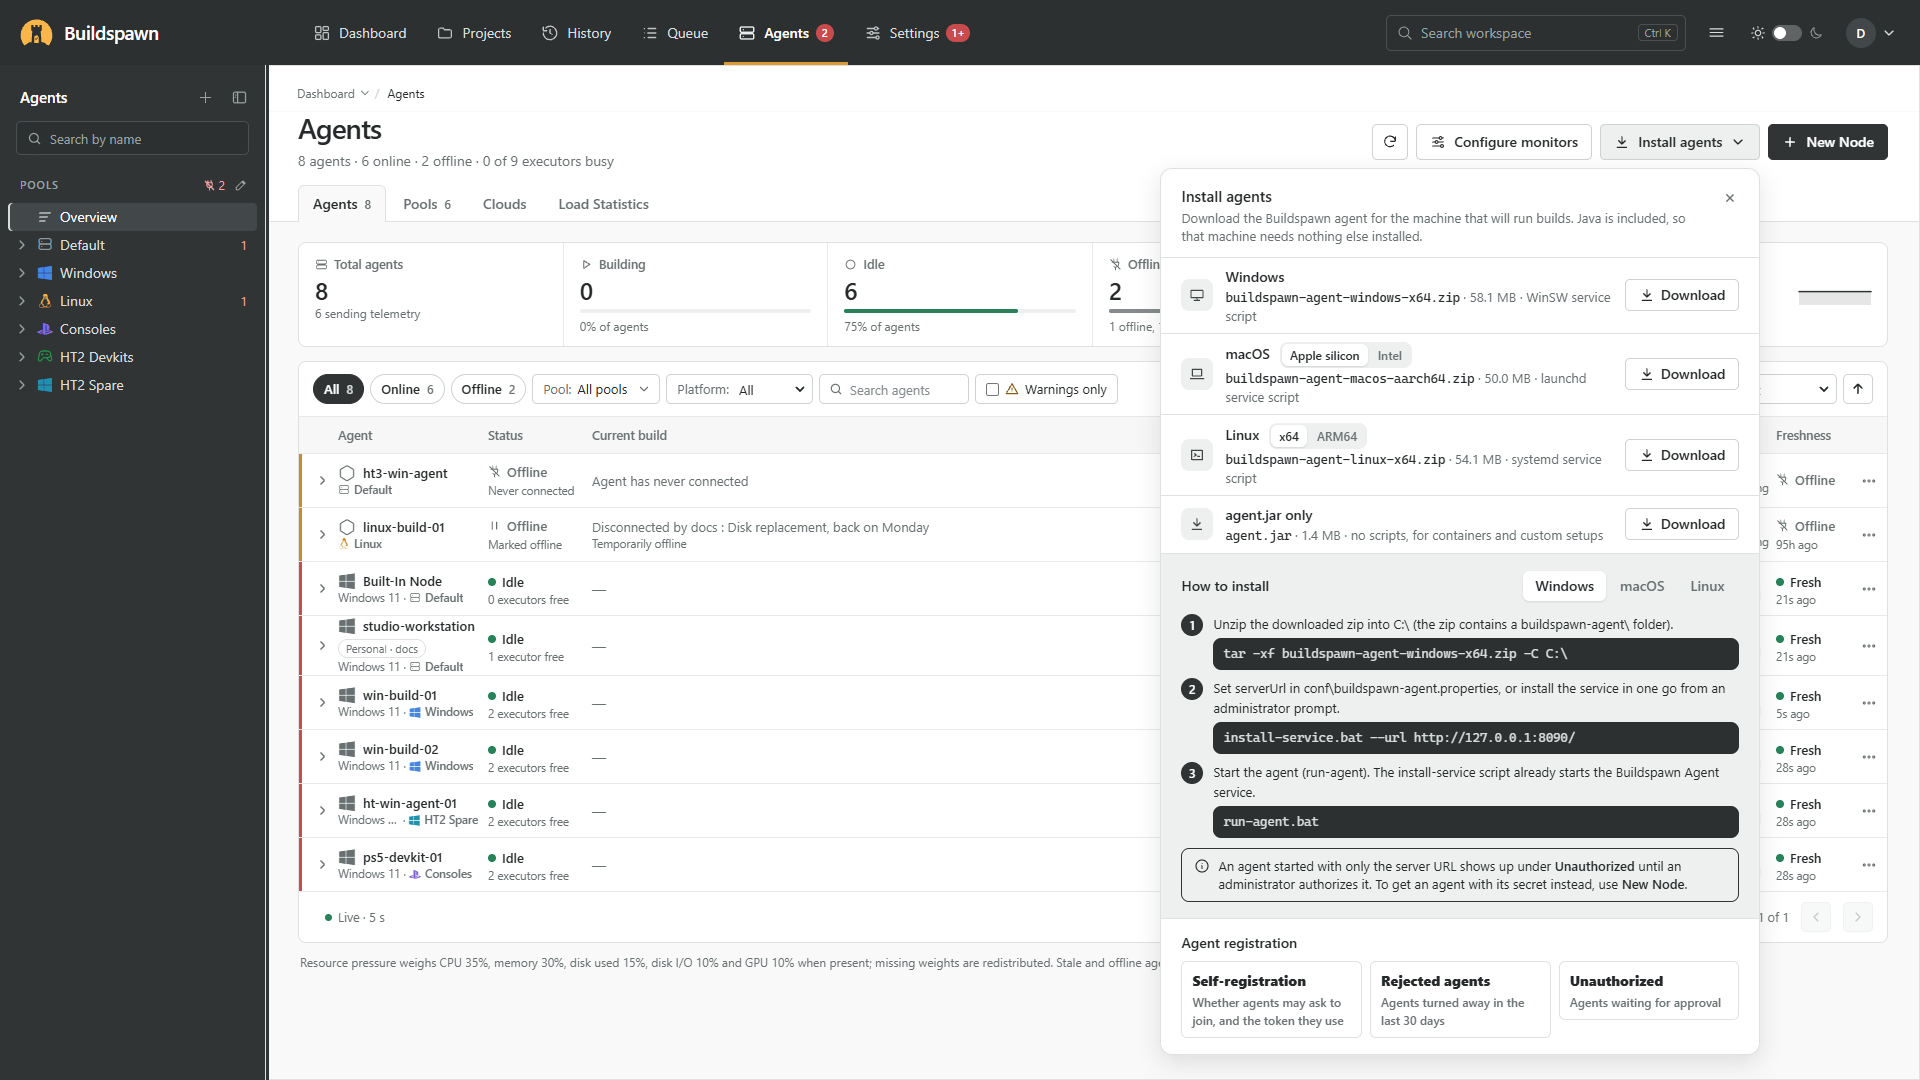 Buildspawn
Dashboard
Projects
History
Queue
Agents 2
Settings 1+
Search workspace
Ctrl K
D
Agents
Search by name
POOLS
2
Overview
Default 1
Windows
Linux 1
Consoles
HT2 Devkits
HT2 Spare
Dashboard / Agents
Agents
8 agents · 6 online · 2 offline · 0 of 9 executors busy
Configure monitors
Install agents
New Node
Agents 8
Pools 6
Clouds
Load Statistics
Total agents
8
6 sending telemetry
Building
0
0% of agents
Idle
6
75% of agents
2
1 offline,
All 8
Online 6
Offline 2
Pool: All pools
Platform: All
Search agents
Warnings only
Agent
Status
Current build
Freshness
ht3-win-agent
Default
Offline
Never connected
Agent has never connected
Offline
linux-build-01
Linux
Offline
Marked offline
Disconnected by docs : Disk replacement, back on Monday
Temporarily offline
Offline
95h ago
Built-In Node
Windows 11 · Default
Idle
0 executors free
—
Fresh
21s ago
studio-workstation
Personal · docs
Windows 11 · Default
Idle
1 executor free
—
Fresh
21s ago
win-build-01
Windows 11 · Windows
Idle
2 executors free
—
Fresh
5s ago
win-build-02
Windows 11 · Windows
Idle
2 executors free
—
Fresh
28s ago
ht-win-agent-01
Windows ... · HT2 Spare
Idle
2 executors free
—
Fresh
28s ago
ps5-devkit-01
Windows 11 · Consoles
Idle
2 executors free
—
Fresh
28s ago
Live · 5 s
1 of 1
Resource pressure weighs CPU 35%, memory 30%, disk used 15%, disk I/O 10% and GPU 10% when present; missing weights are redistributed. Stale and offline
Install agents
Download the Buildspawn agent for the machine that will run builds. Java is included, so
that machine needs nothing else installed.
Windows
buildspawn-agent-windows-x64.zip · 58.1 MB · WinSW service
script
Download
macOS
Apple silicon
Intel
buildspawn-agent-macos-aarch64.zip · 50.0 MB · launchd
service script
Download
Linux
x64
ARM64
buildspawn-agent-linux-x64.zip · 54.1 MB · systemd service
script
Download
agent.jar only
agent.jar · 1.4 MB · no scripts, for containers and custom setups
Download
How to install
Windows
macOS
Linux
1 Unzip the downloaded zip into C:\ (the zip contains a buildspawn-agent\ folder).
tar -xf buildspawn-agent-windows-x64.zip -C C:\
2 Set serverUrl in conf\buildspawn-agent.properties, or install the service in one go from an
administrator prompt.
install-service.bat --url http://127.0.0.1:8090/
3 Start the agent (run-agent). The install-service script already starts the Buildspawn Agent
service.
run-agent.bat
An agent started with only the server URL shows up under Unauthorized until an
administrator authorizes it. To get an agent with its secret instead, use New Node.
Agent registration
Self-registration
Whether agents may ask to
join, and the token they use
Rejected agents
Agents turned away in the
last 30 days
Unauthorized
Agents waiting for approval